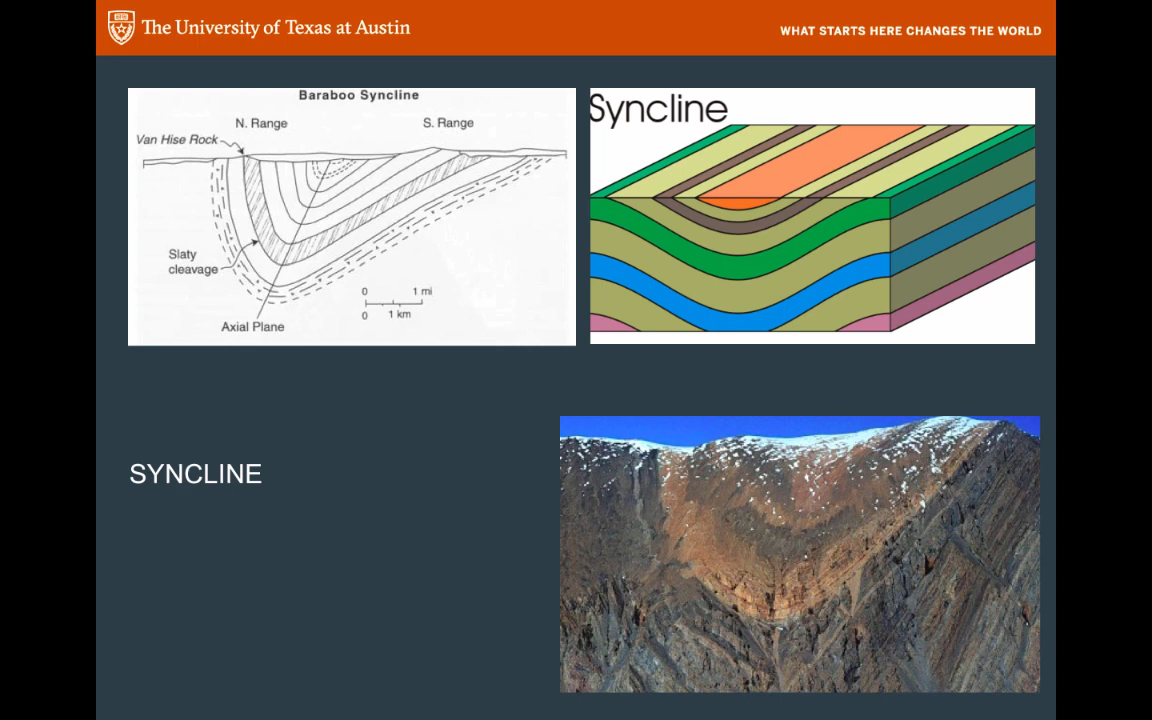 The University of Texas at Austin
WHAT STARTS HERE CHANGES THE WORLD
Baraboo Syncline
N. Range
S. Range
Van Hise Rock
Slaty
cleavage
0 1 mi
0 1 km
Axial Plane
Syncline
SYNCLINE